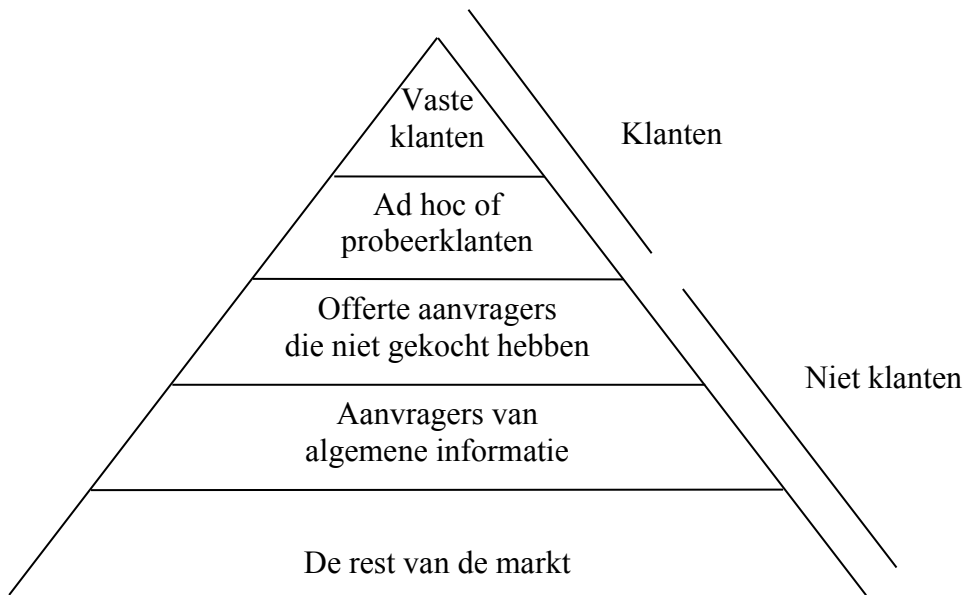 Vaste
klanten
Klanten
Ad hoc of
probeerklanten
Offerte aanvragers
die niet gekocht hebben
Niet klanten
Aanvragers van
algemene informatie
De rest van de markt